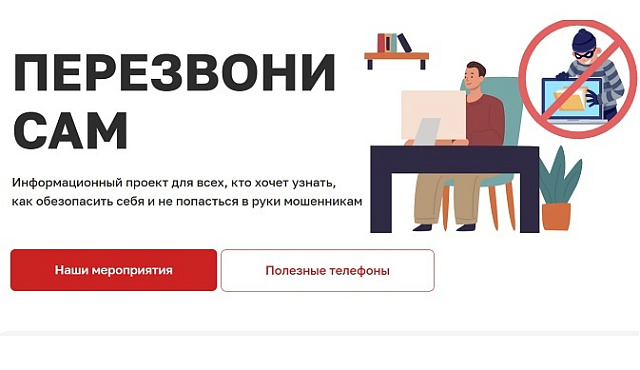 ПЕРЕЗВОНИ
САМ
Информационный проект для всех, кто хочет узнать,
как обезопасить себя и не попасться в руки мошенникам
Наши мероприятия
Полезные телефоны